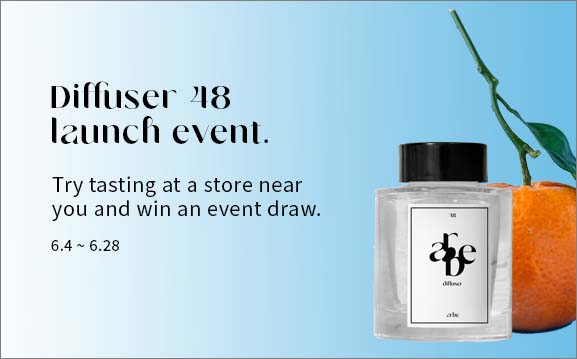 Diffuser 48
launch event.
Try tasting at a store near
you and win an event draw.
6.4 ~ 6.28
48
arbe
diffuser
arbe